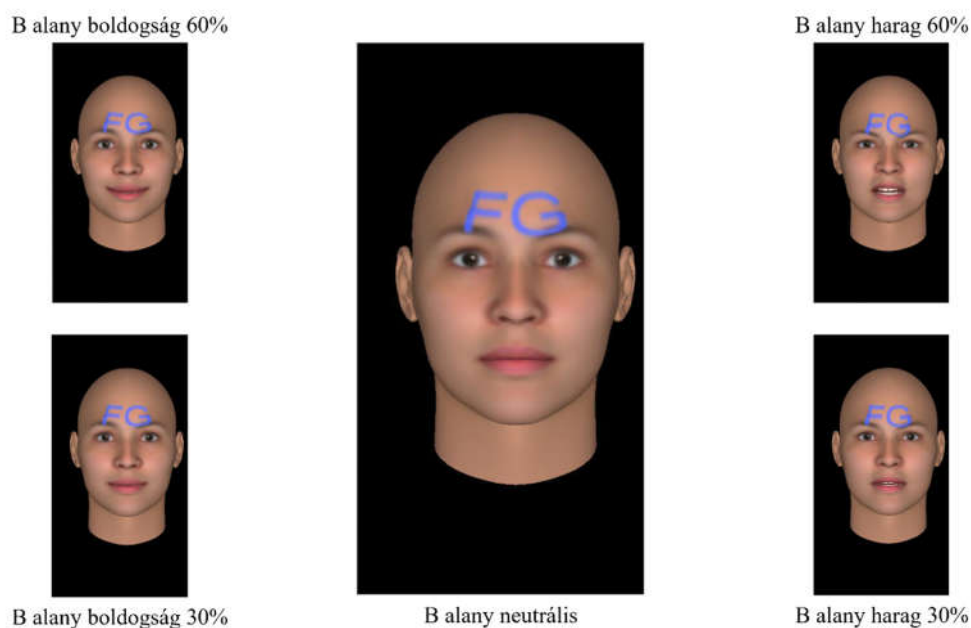 B alany boldogság 60%
B alany harag 60%
FG
FG
FG
FG
FG
B alany boldogság 30%
B alany neutrális
B alany harag 30%